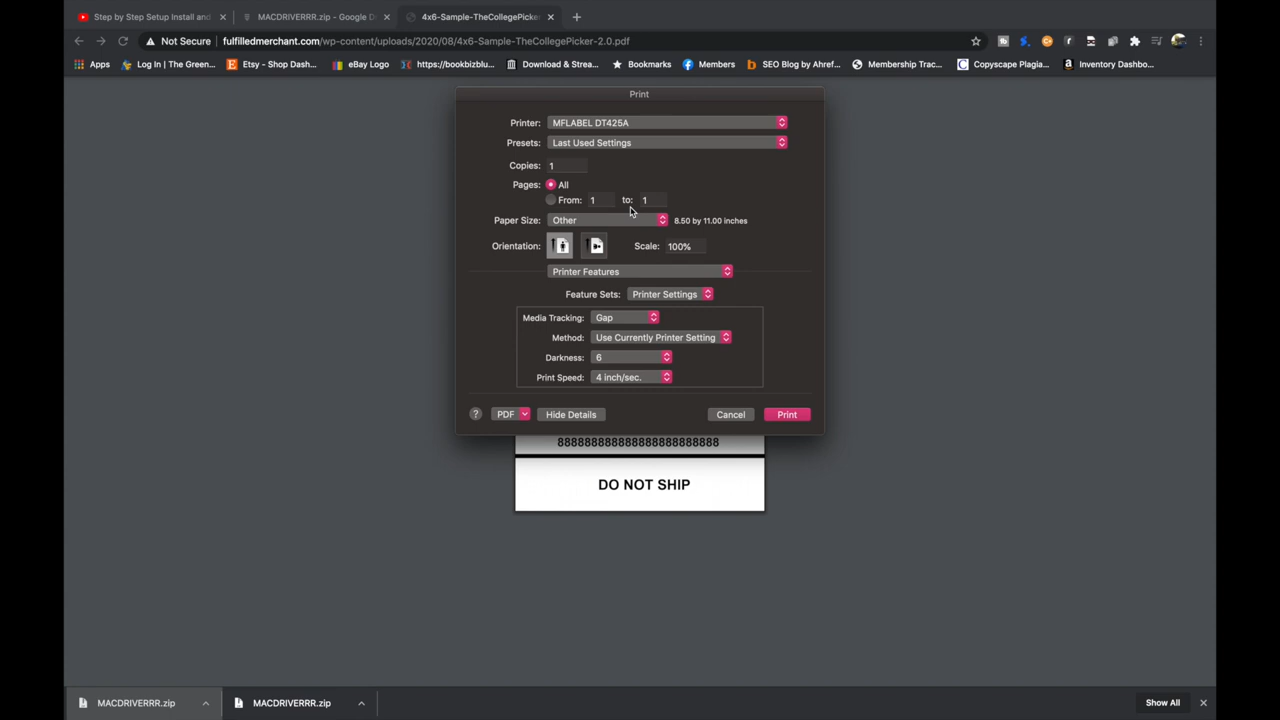 Step by Step Setup Install and
MACDRIVERRR.zip - Google D
4x6-Sample-TheCollegePicker
Not Secure
fulfilledmerchant.com/wp-content/uploads/2020/08/4x6-Sample-TheCollegePicker-2.0.pdf
Apps
Log In | The Green...
Etsy - Shop Dash...
eBay Logo
https://bookbizblu...
Download & Strea...
Bookmarks
Members
SEO Blog by Ahref...
Membership Trac...
Copyscape Plagia...
Inventory Dashbo...
Print
Printer: MFLABEL DT425A
Presets: Last Used Settings
Copies: 1
Pages: All
From: 1 to: 1
Paper Size: Other 8.50 by 11.00 inches
Orientation: Scale: 100%
Printer Features
Feature Sets: Printer Settings
Media Tracking: Gap
Method: Use Currently Printer Setting
Darkness: 6
Print Speed: 4 inch/sec.
? PDF Hide Details Cancel Print
DO NOT SHIP
MACDRIVERRR.zip
MACDRIVERRR.zip
Show All